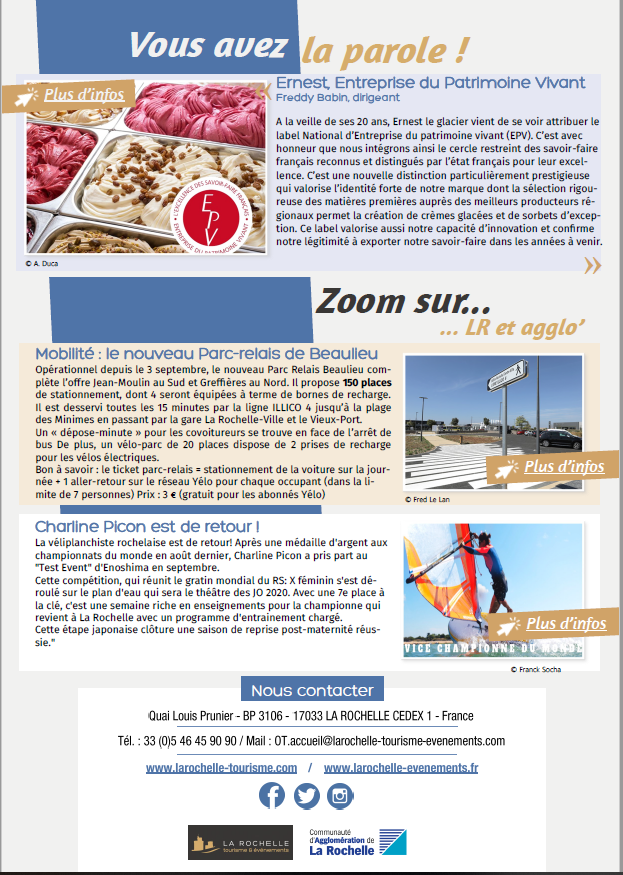 Vous avez la parole !
Plus d'infos
« Ernest, Entreprise du Patrimoine Vivant
Freddy Babin, dirigeant
A la veille de ses 20 ans, Ernest le glacier vient de se voir attribuer le
label National d'Entreprise du patrimoine vivant (EPV). C'est avec
honneur que nous intégrons ainsi le cercle restreint des savoir-faire
français reconnus et distingués par l'état français pour leur excel-
lence. C'est une nouvelle distinction particulièrement prestigieuse
qui valorise l'identité forte de notre marque dont la sélection rigou-
reuse des matières premières auprès des meilleurs producteurs ré-
gionaux permet la création de crèmes glacées et de sorbets d'excep-
tion. Ce label valorise aussi notre capacité d'innovation et confirme
notre légitimité à exporter notre savoir-faire dans les années à venir.
»
L'EXCELLENCE DES SAVOIR-FAIRE FRANÇAIS
EPV
ENTREPRISE DU PATRIMOINE VIVANT
© A. Duca
Zoom sur...
... LR et agglo'
Mobilité : le nouveau Parc-relais de Beaulieu
Opérationnel depuis le 3 septembre, le nouveau Parc Relais Beaulieu com-
plète l'offre Jean-Moulin au Sud et Greffières au Nord. Il propose 150 places
de stationnement, dont 4 seront équipées à terme de bornes de recharge.
Il est desservi toutes les 15 minutes par la ligne ILLICO 4 jusqu'à la plage
des Minimes en passant par la gare La Rochelle-Ville et le Vieux-Port.
Un « dépose-minute » pour les covoitureurs se trouve en face de l'arrêt de
bus De plus, un vélo-parc de 20 places dispose de 2 prises de recharge
pour les vélos électriques.
Bon à savoir : le ticket parc-relais = stationnement de la voiture sur la jour-
née + 1 aller-retour sur le réseau Yélo pour chaque occupant (dans la li-
mite de 7 personnes) Prix : 3 € (gratuit pour les abonnés Yélo)
Plus d'infos
© Fred Le Lan
Charline Picon est de retour !
La véliplanchiste rochelaise est de retour! Après une médaille d'argent aux
championnats du monde en août dernier, Charline Picon a pris part au
"Test Event" d'Enoshima en septembre.
Cette compétition, qui réunit le gratin mondial du RS: X féminin s'est dé-
roulé sur le plan d'eau qui sera le théâtre des JO 2020. Avec une 7e place à
la clé, c'est une semaine riche en enseignements pour la championne qui
revient à La Rochelle avec un programme d'entrainement chargé.
Cette étape japonaise clôture une saison de reprise post-maternité réus-
sie."
Plus d'infos
VICE CHAMPIONNE DU MONDE
© Franck Socha
Nous contacter
Quai Louis Prunier - BP 3106 - 17033 LA ROCHELLE CEDEX 1 - France
Tél. : 33 (0)5 46 45 90 90 / Mail : OT.accueil@larochelle-tourisme-evenements.com
www.larochelle-tourisme.com / www.larochelle-evenements.fr
LA ROCHELLE
tourisme & événements
Communauté
d'Agglomération de
La Rochelle